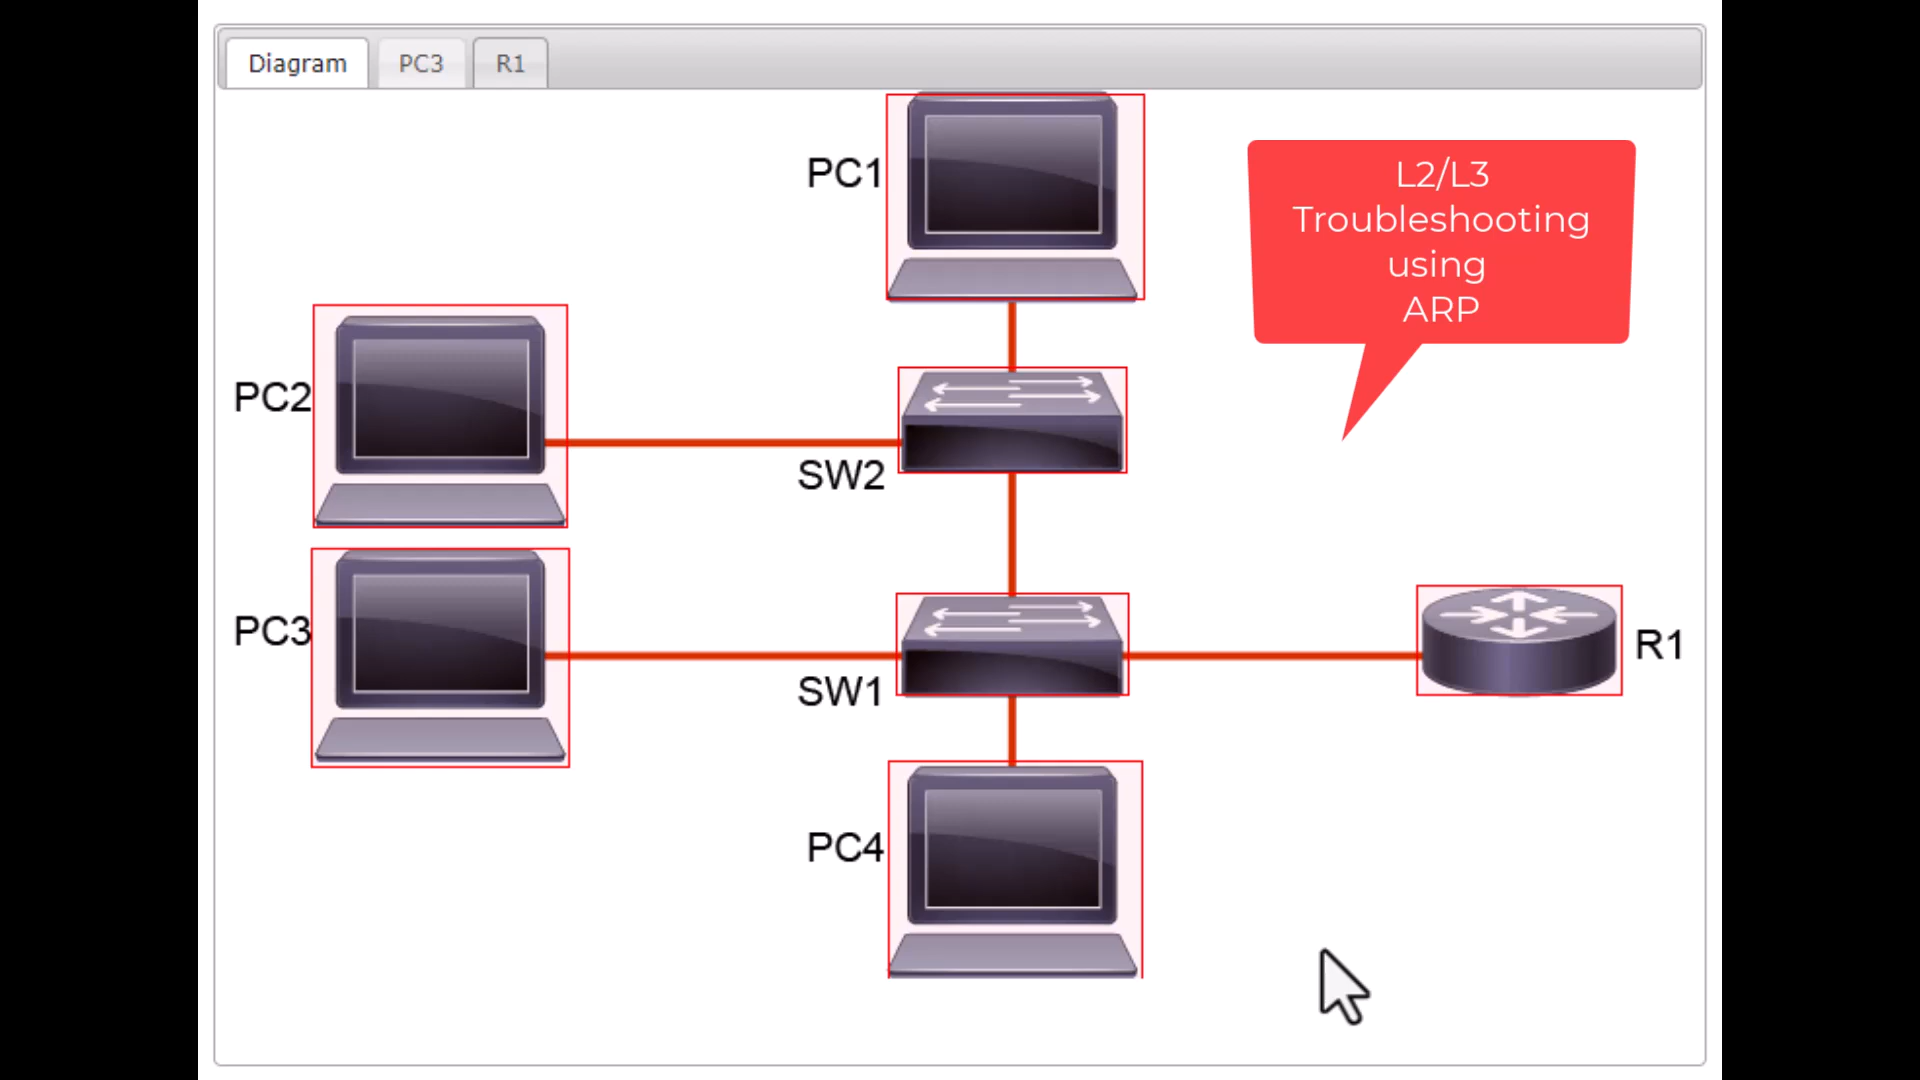 Diagram PC3 R1
PC1
L2/L3
Troubleshooting
using
ARP
PC2
SW2
PC3
R1
SW1
PC4